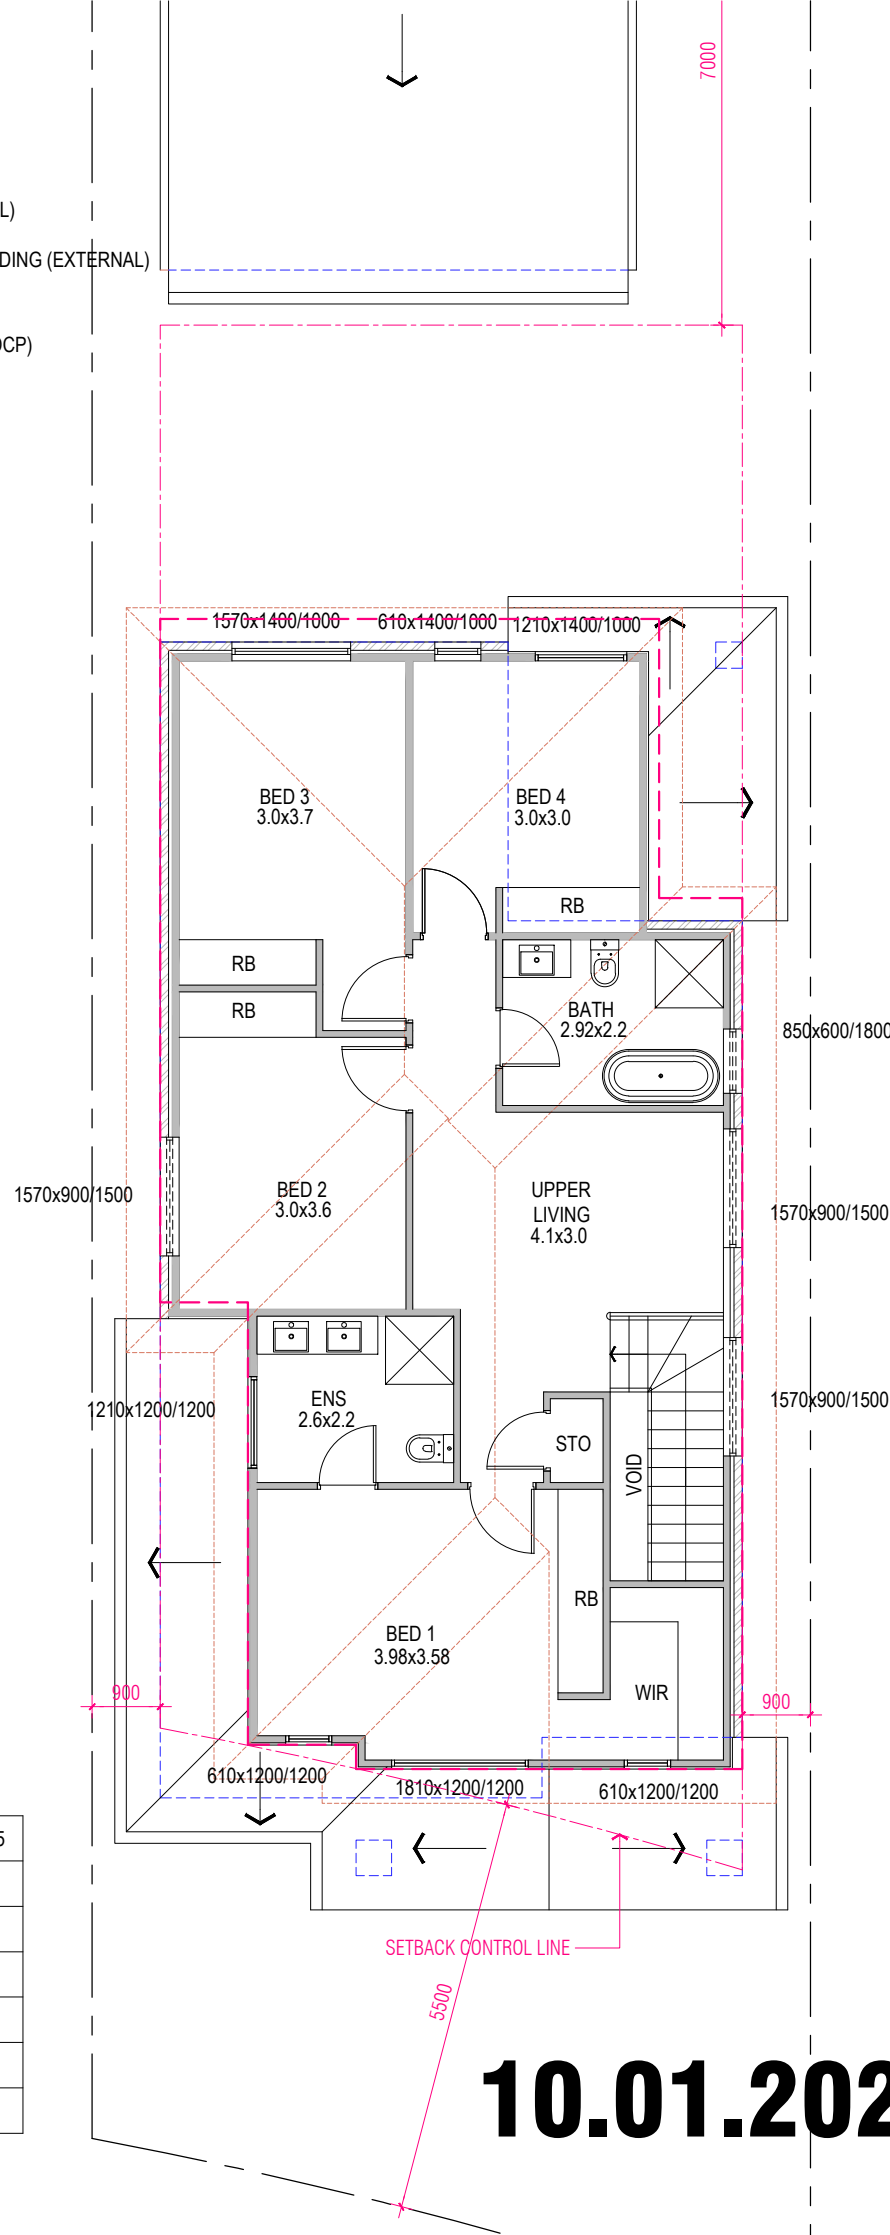 7000
L)
DING (EXTERNAL)
DCP)
1570x1400/1000
610x1400/1000
1210x1400/1000
BED 3
3.0x3.7
BED 4
3.0x3.0
RB
RB
RB
BATH
2.92x2.2
850x600/1800
1570x900/1500
BED 2
3.0x3.6
UPPER
LIVING
4.1x3.0
1570x900/1500
1210x1200/1200
ENS
2.6x2.2
1570x900/1500
STO
VOID
BED 1
3.98x3.58
RB
WIR
900
900
610x1200/1200
1810x1200/1200
610x1200/1200
5
SETBACK CONTROL LINE
5500
10.01.202